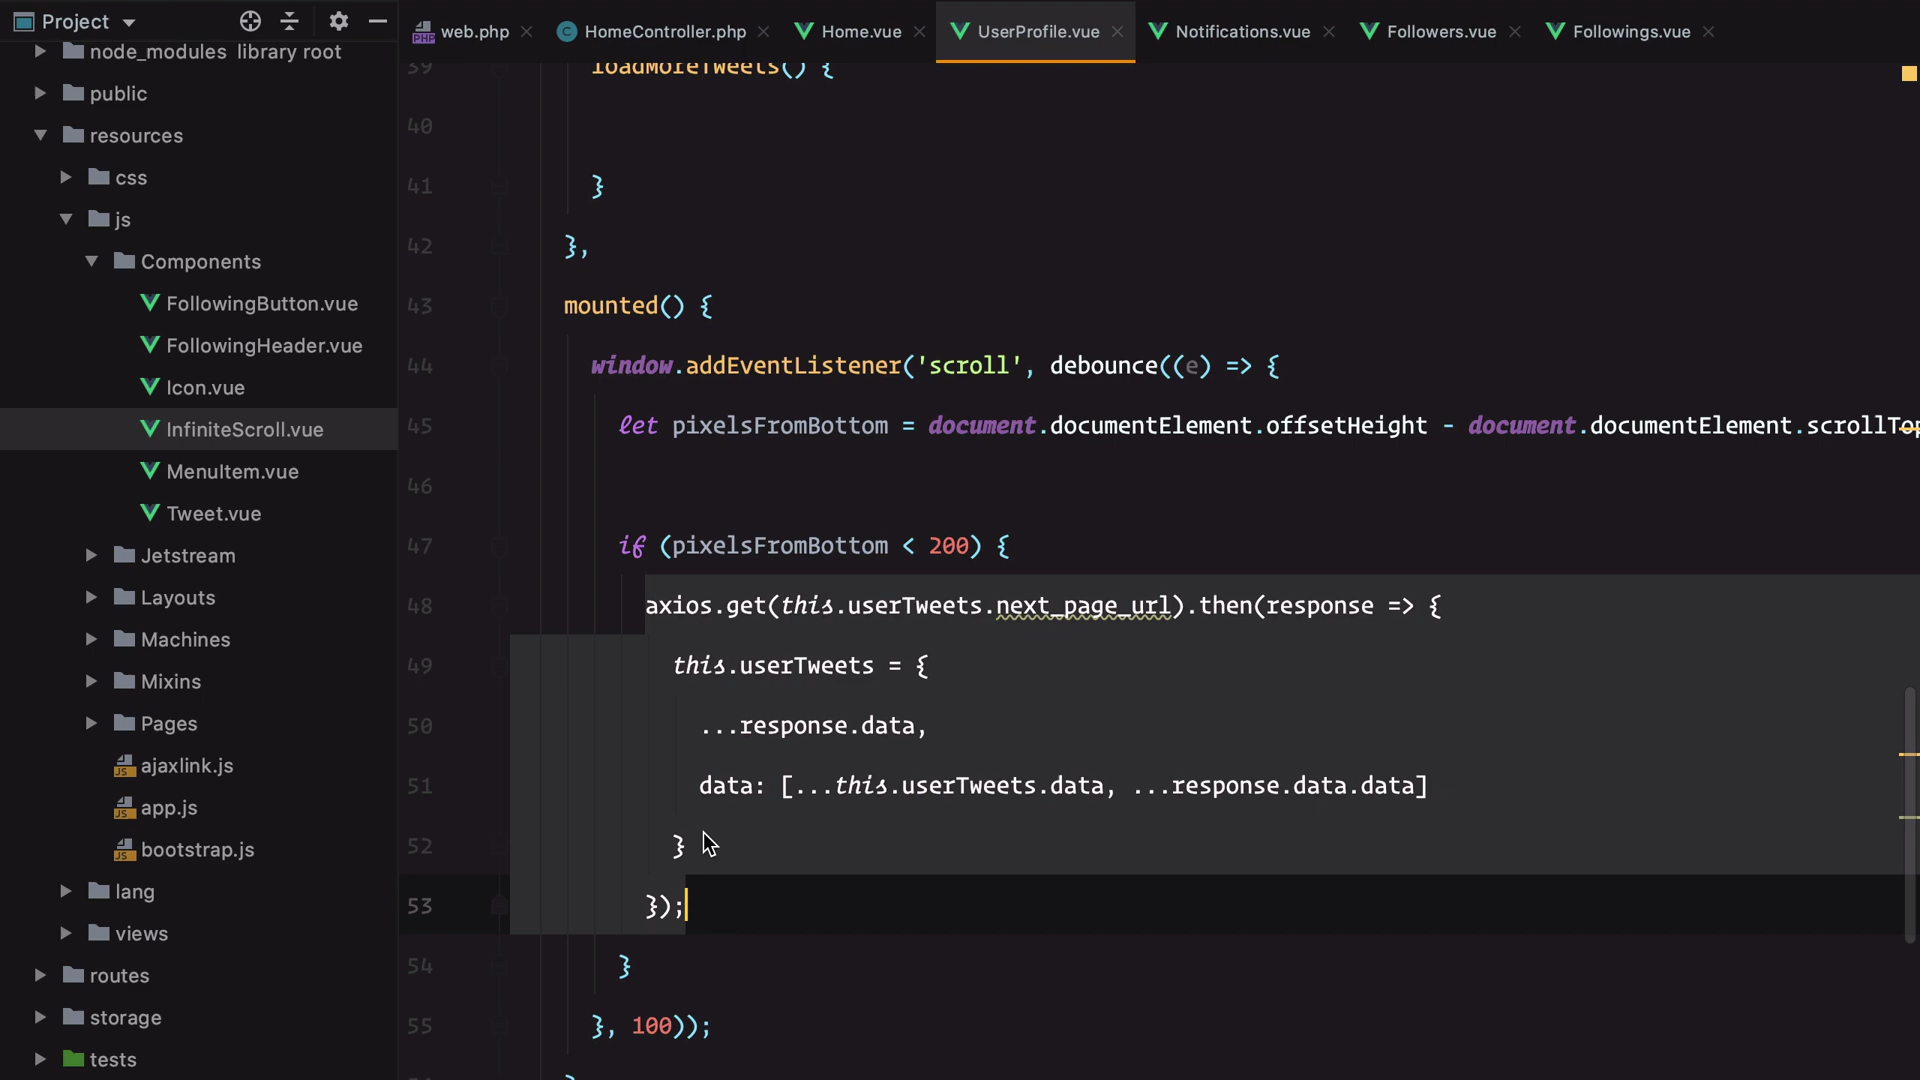 Project
web.php
HomeController.php
Home.vue
UserProfile.vue
Notifications.vue
Followers.vue
Followings.vue
node_modules library root
public
resources
css
js
Components
FollowingButton.vue
FollowingHeader.vue
Icon.vue
InfiniteScroll.vue
MenuItem.vue
Tweet.vue
Jetstream
Layouts
Machines
Mixins
Pages
ajaxlink.js
app.js
bootstrap.js
lang
views
routes
storage
tests
39 loadMoreTweets() {
40
41 }
42 },
43 mounted() {
44 window.addEventListener('scroll', debounce((e) => {
45 let pixelsFromBottom = document.documentElement.offsetHeight - document.documentElement.scrollTop
46
47 if (pixelsFromBottom < 200) {
48 axios.get(this.userTweets.next_page_url).then(response => {
49 this.userTweets = {
50 ...response.data,
51 data: [...this.userTweets.data, ...response.data.data]
52 }
53 });
54 }
55 }, 100));